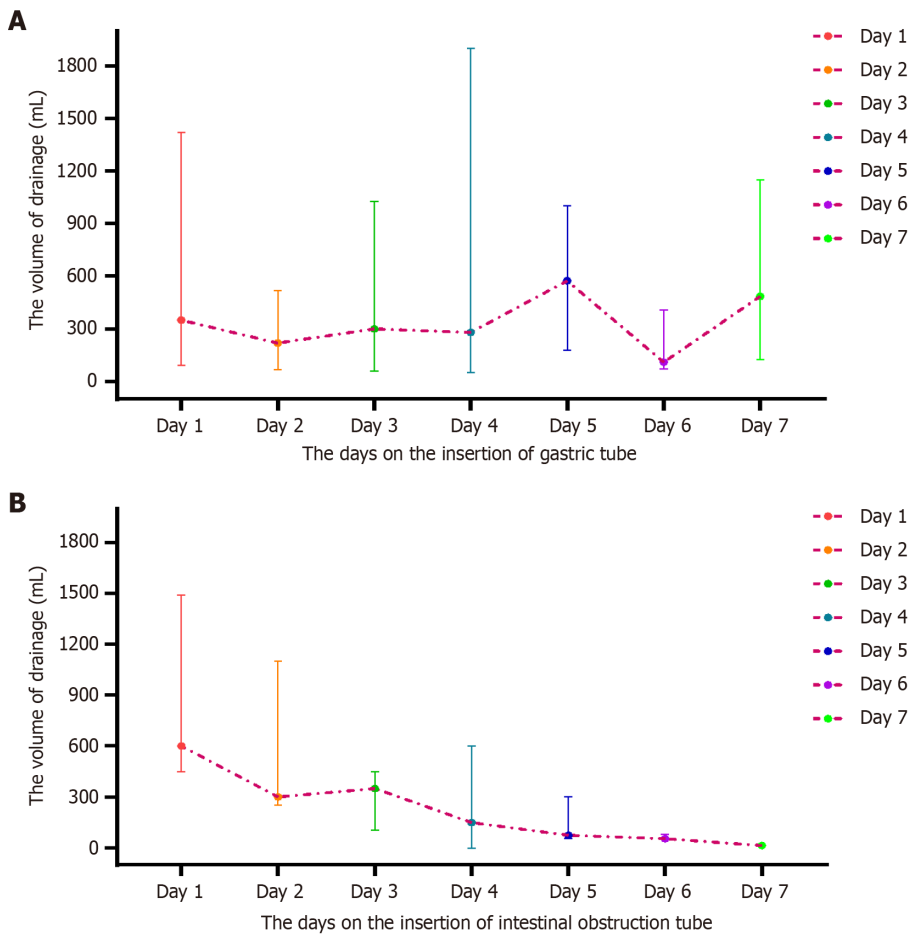 A
The volume of drainage (mL)
1800
1500
1200
900
600
300
0
Day 1 Day 2 Day 3 Day 4 Day 5 Day 6 Day 7
The days on the insertion of gastric tube
Day 1
Day 2
Day 3
Day 4
Day 5
Day 6
Day 7
B
The volume of drainage (mL)
1800
1500
1200
900
600
300
0
Day 1 Day 2 Day 3 Day 4 Day 5 Day 6 Day 7
The days on the insertion of intestinal obstruction tube
Day 1
Day 2
Day 3
Day 4
Day 5
Day 6
Day 7